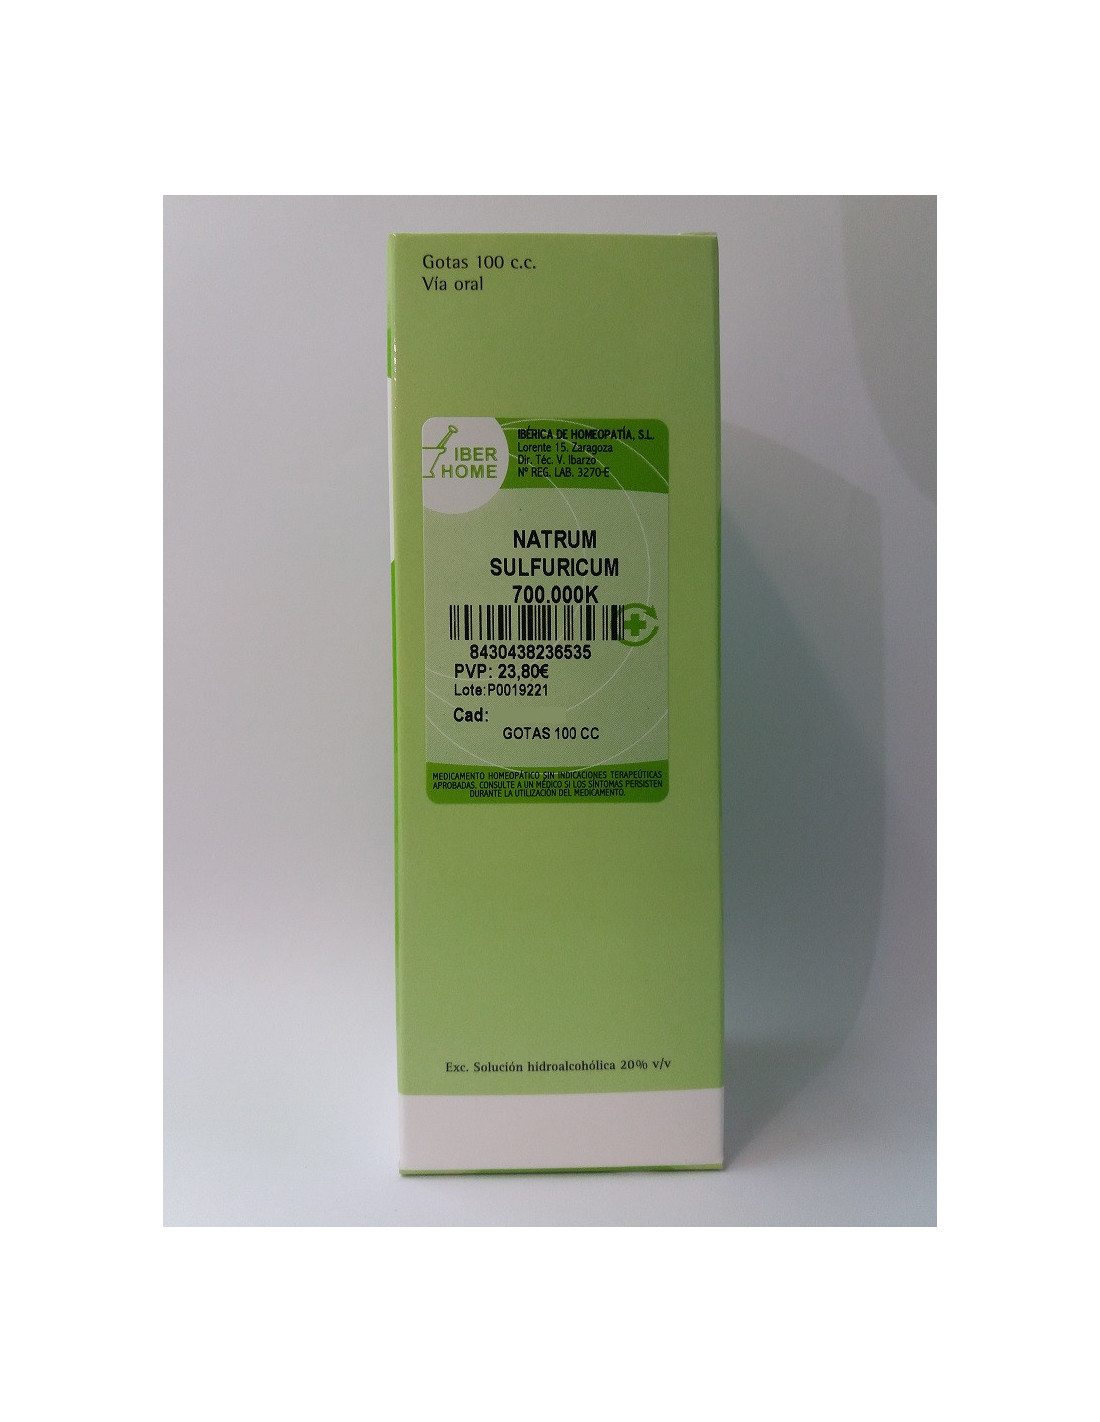 Gotas 100 c.c.
Vía oral
IBER
HOME
IBÉRICA DE HOMEOPATÍA, S.L.
Lorente 15. Zaragoza
Dir. Téc. V. Ibarzo
Nº REG. LAB. 3270-E
NATRUM
SULFURICUM
700.000K
8430438236535
PVP: 23,80€
Lote:P0019221
Cad:
GOTAS 100 CC
MEDICAMENTO HOMEOPÁTICO SIN INDICACIONES TERAPEÚTICAS
APROBADAS. CONSULTE A UN MÉDICO SI LOS SÍNTOMAS PERSISTEN
DURANTE LA UTILIZACIÓN DEL MEDICAMENTO.
Exc. Solución hidroalcohólica 20% v/v